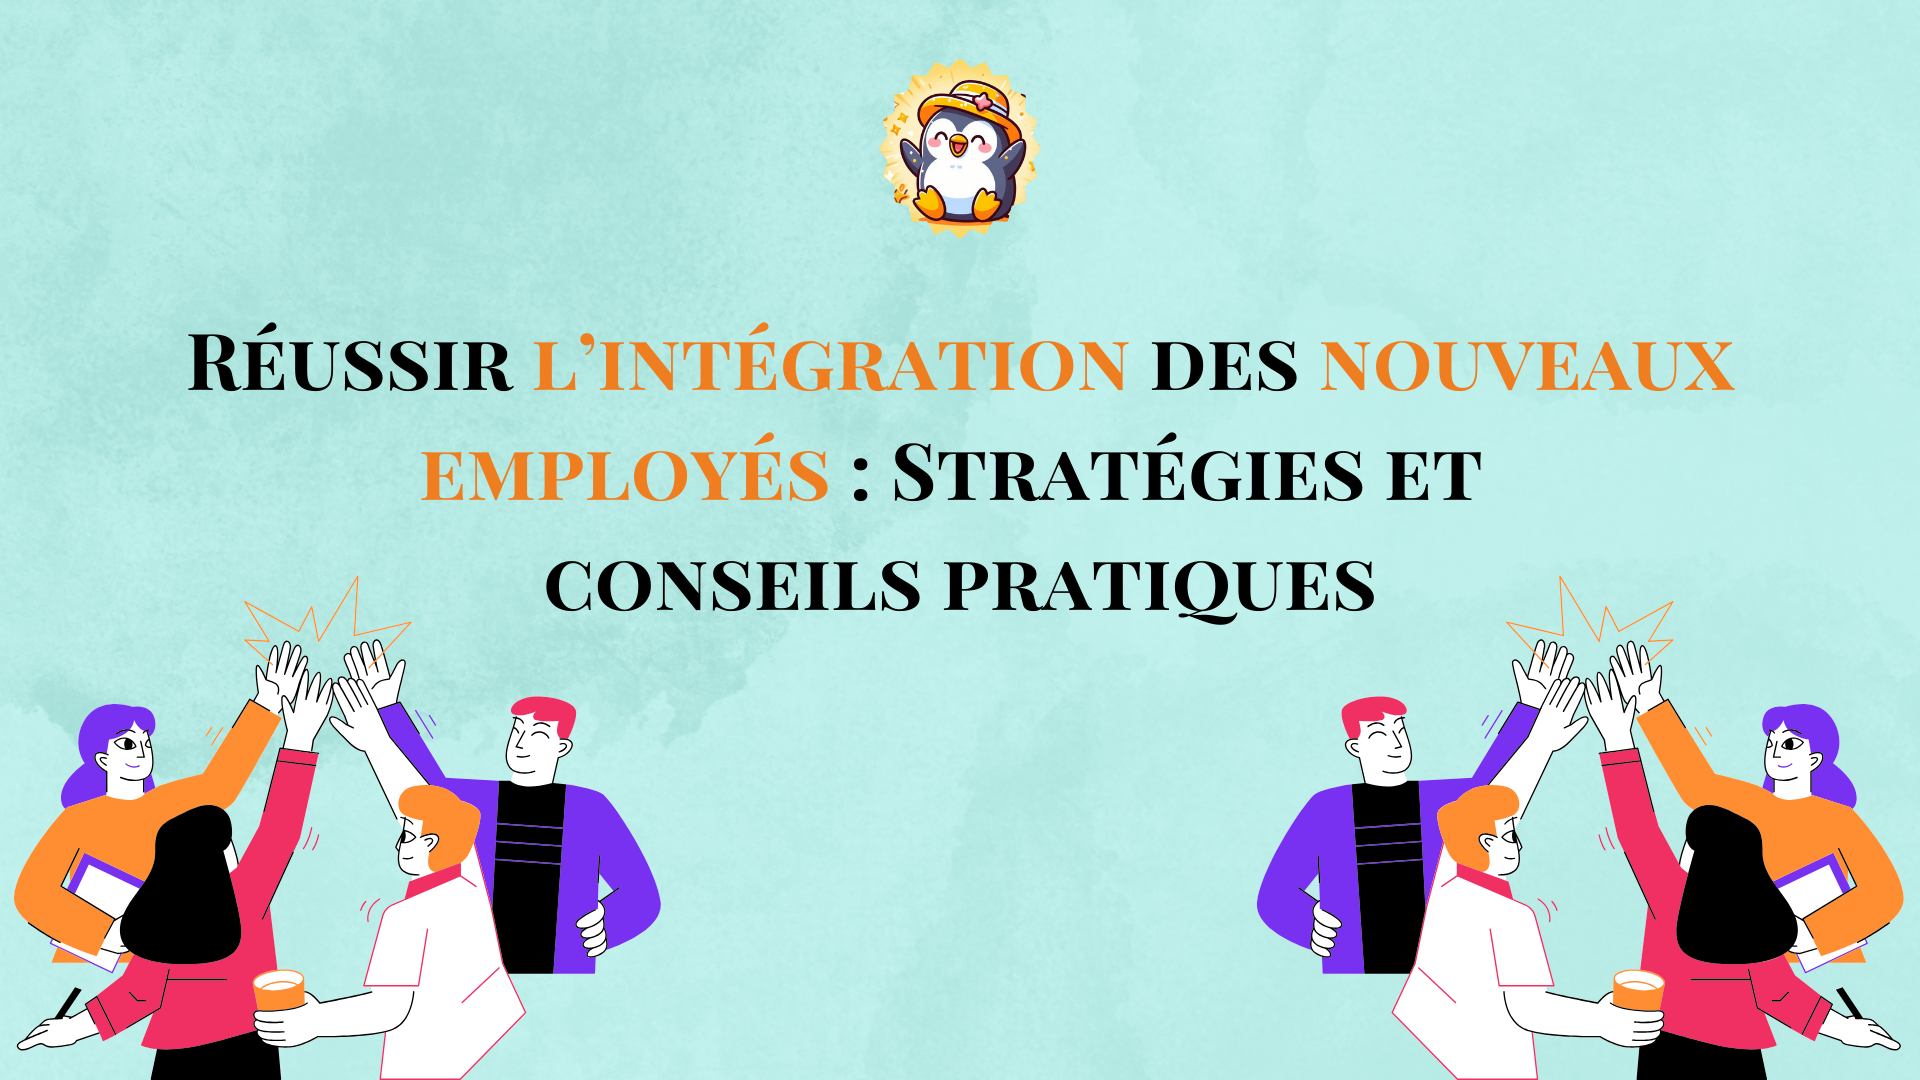 Réussir l’intégration des nouveaux
employés : Stratégies et
conseils pratiques